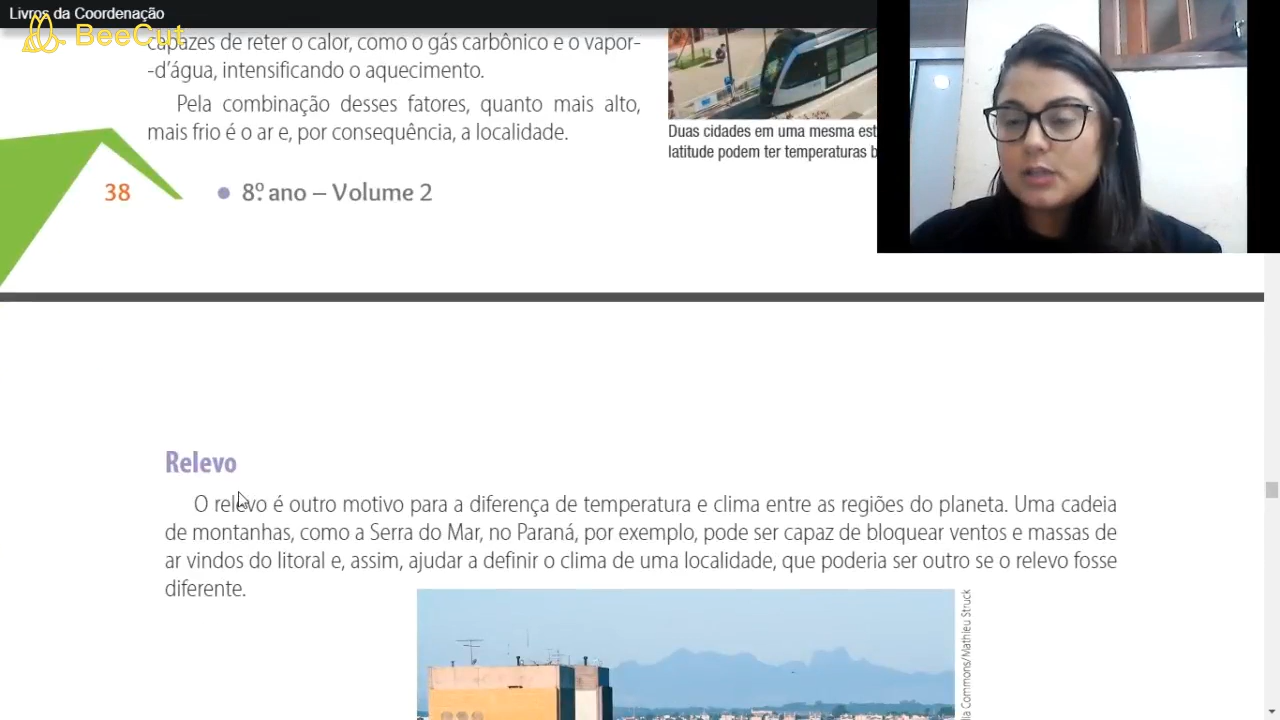 Livros da Coordenação
BeeCut
capazes de reter o calor, como o gás carbônico e o vapor-
-d'água, intensificando o aquecimento.
Pela combinação desses fatores, quanto mais alto,
mais frio é o ar e, por consequência, a localidade.
Duas cidades em uma mesma
latitude podem ter temperaturas
38
8º. ano – Volume 2
Relevo
O relevo é outro motivo para a diferença de temperatura e clima entre as regiões do planeta. Uma cadeia
de montanhas, como a Serra do Mar, no Paraná, por exemplo, pode ser capaz de bloquear ventos e massas de
ar vindos do litoral e, assim, ajudar a definir o clima de uma localidade, que poderia ser outro se o relevo fosse
diferente.
Commons/Mathieu Struck